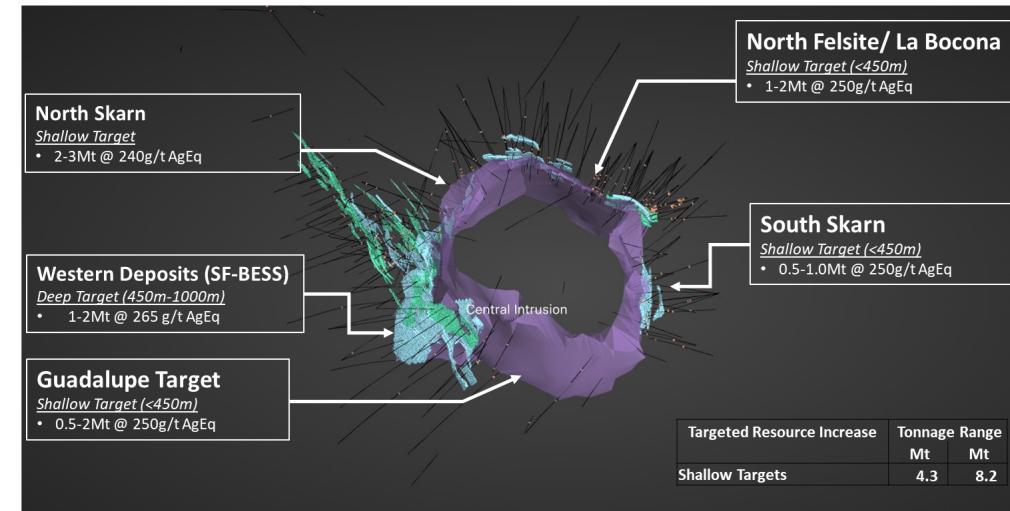 North Felsite/ La Bocona
Shallow Target (<450m)
• 1-2Mt @ 250g/t AgEq
North Skarn
Shallow Target
• 2-3Mt @ 240g/t AgEq
South Skarn
Shallow Target (<450m)
• 0.5-1.0Mt @ 250g/t AgEq
Western Deposits (SF-BESS)
Deep Target (450m-1000m)
• 1-2Mt @ 265 g/t AgEq
Central Intrusion
Guadalupe Target
Shallow Target (<450m)
• 0.5-2Mt @ 250g/t AgEq
Targeted Resource Increase Tonnage Range
Mt Mt
Shallow Targets 4.3 8.2